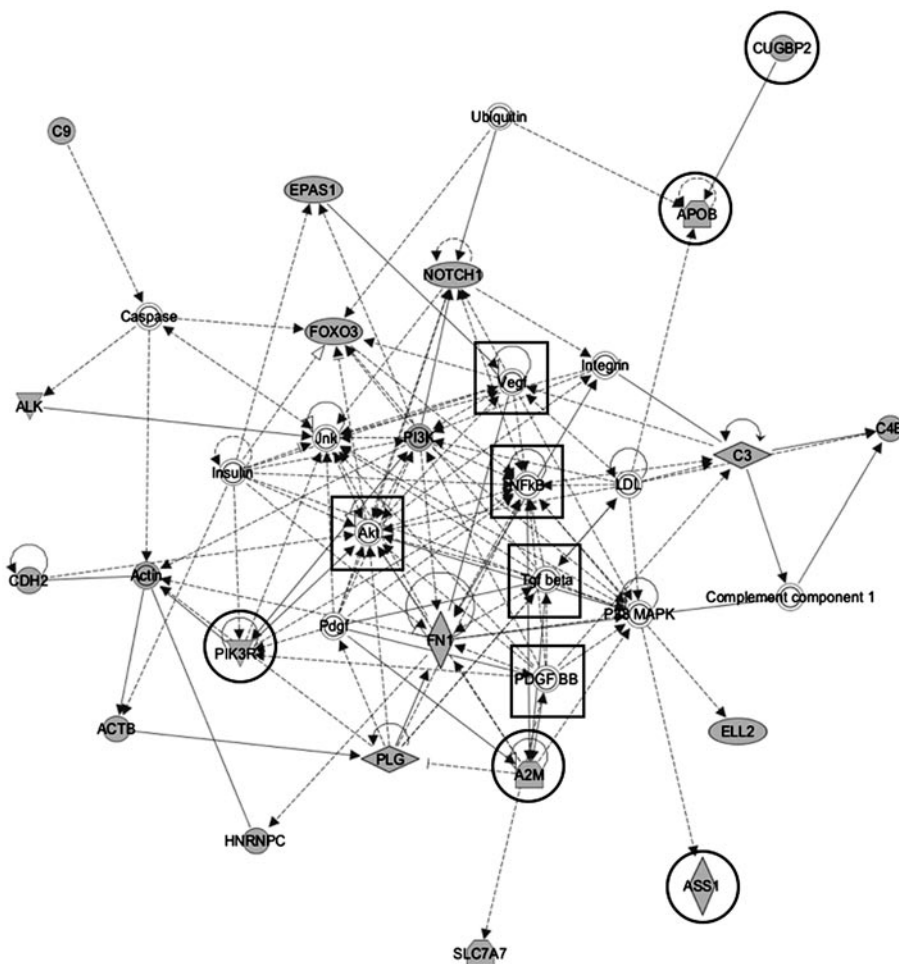 CUGBP2
Ubiquitin
C9
EPAS1
APOB
NOTCH1
Caspase
FOXO3
Integrin
Vegf
ALK
Jnk
PI3K
C3
C4B
Insulin
NFkB
LDL
Akt
Tgf beta
CDH2
Actin
Complement component 1
P38 MAPK
Pdgf
FN1
PDGF BB
ACTB
ELL2
PLG
A2M
HNRNPC
ASS1
SLC7A7